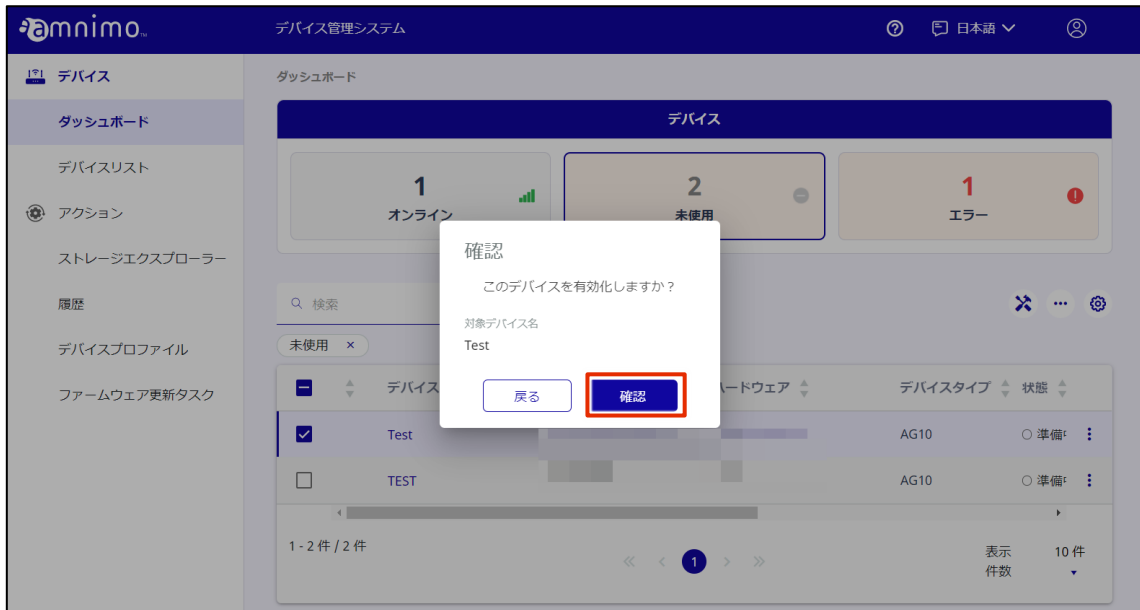 amnimo
デバイス管理システム
日本語
デバイス
ダッシュボード
デバイスリスト
アクション
ストレージエクスプローラー
履歴
デバイスプロファイル
ファームウェア更新タスク
ダッシュボード
デバイス
1
オンライン
2
未使用
1
エラー
検索
未使用 ×
確認
このデバイスを有効化しますか？
対象デバイス名
Test
戻る
確認
デバイス
ードウェア
デバイスタイプ
状態
Test
AG10
準備
TEST
AG10
準備
1 - 2 件 / 2 件
1
表示
件数
10 件